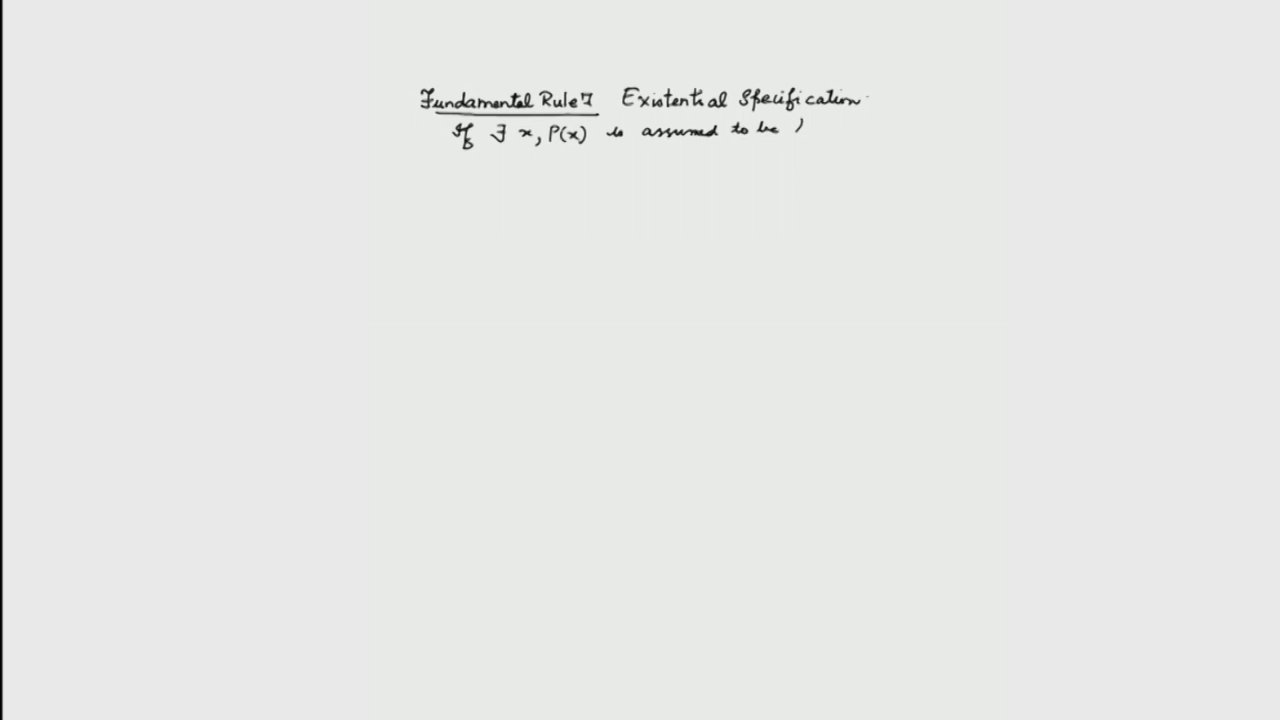 Fundamental Rule 7 Existential Specification
If ∃ x, P(x) is assumed to be